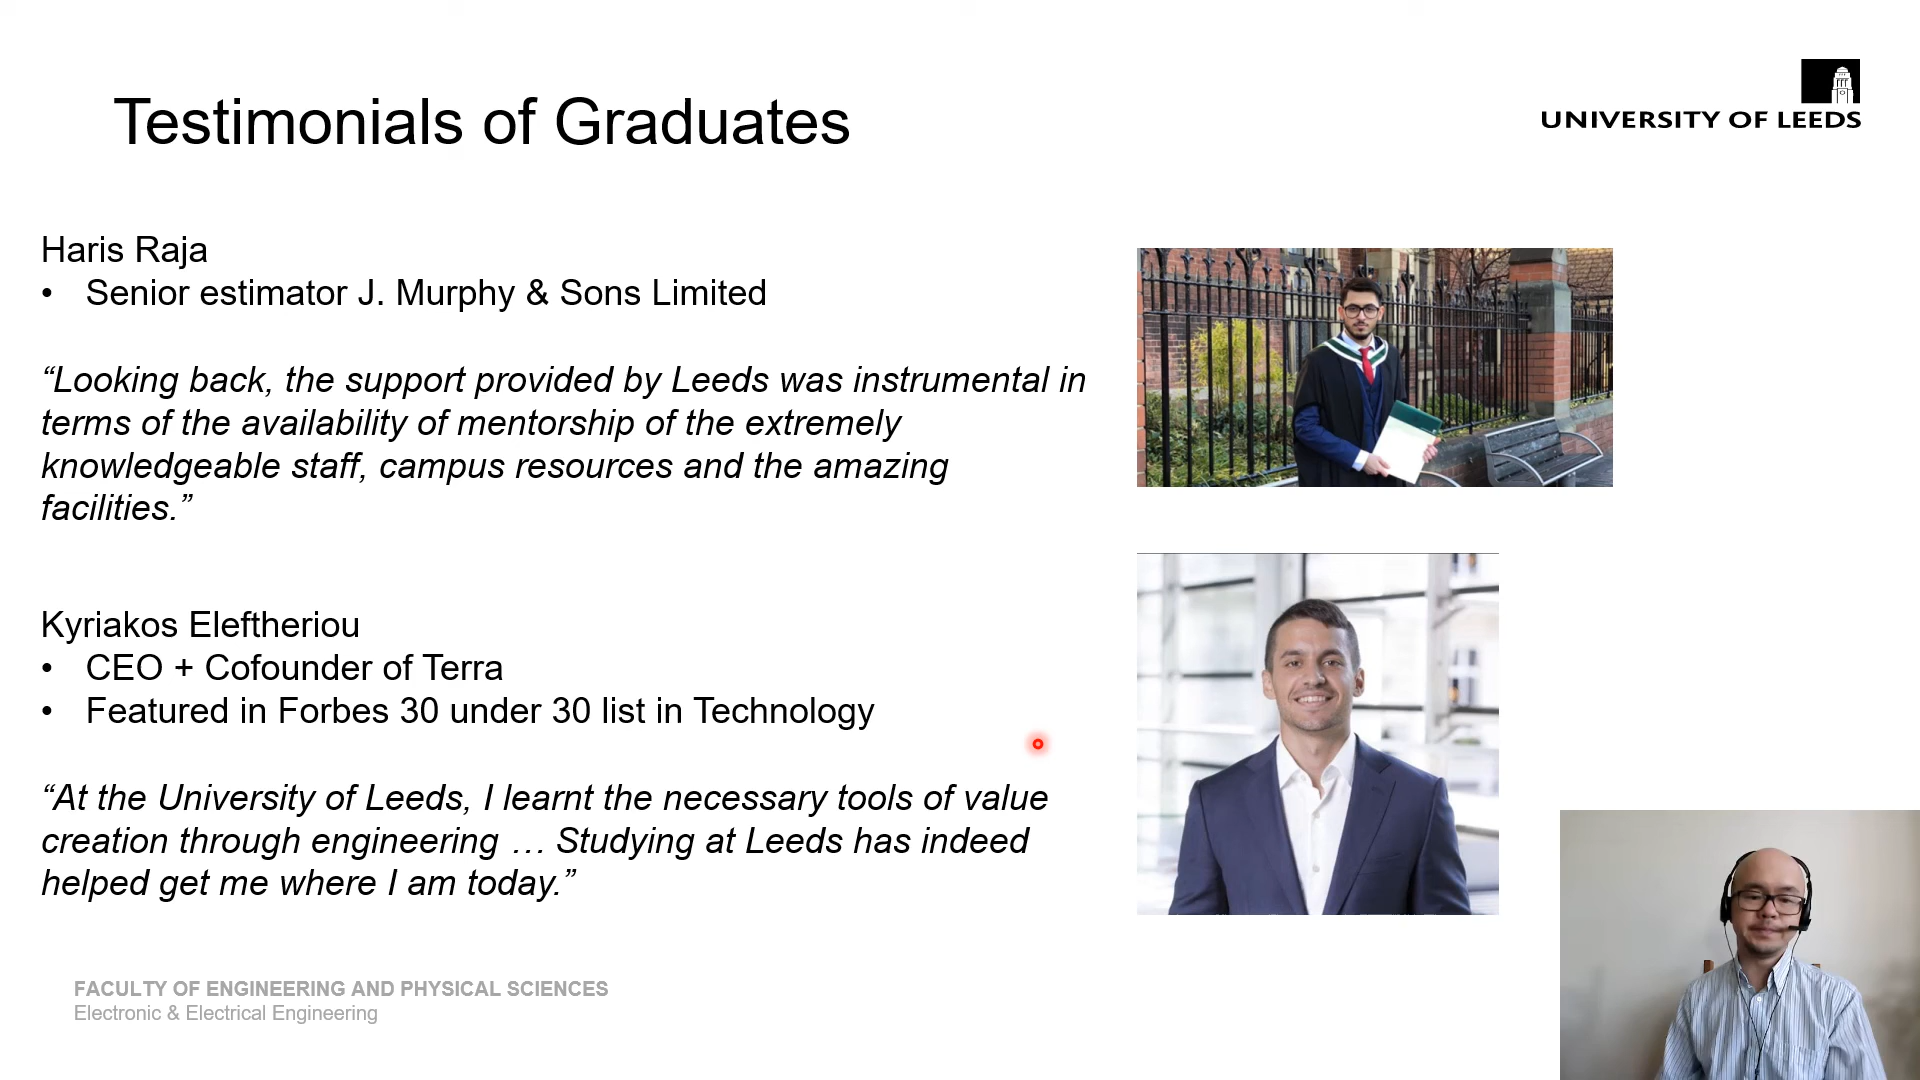 Testimonials of Graduates
UNIVERSITY OF LEEDS
Haris Raja
• Senior estimator J. Murphy & Sons Limited
“Looking back, the support provided by Leeds was instrumental in
terms of the availability of mentorship of the extremely
knowledgeable staff, campus resources and the amazing
facilities.”
Kyriakos Eleftheriou
• CEO + Cofounder of Terra
• Featured in Forbes 30 under 30 list in Technology
“At the University of Leeds, I learnt the necessary tools of value
creation through engineering … Studying at Leeds has indeed
helped get me where I am today.”
FACULTY OF ENGINEERING AND PHYSICAL SCIENCES
Electronic & Electrical Engineering